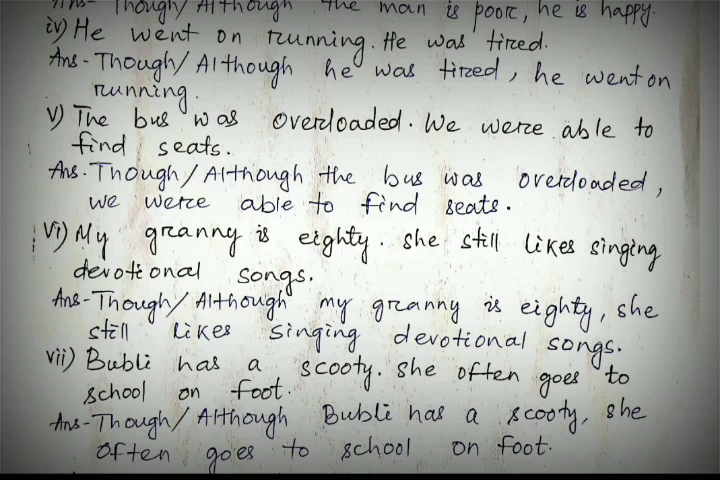 Ans- Though/Although the man is poor, he is happy.
iv) He went on running. He was tired.
Ans- Though/Although he was tired, he went on
running.
v) The bus was overloaded. We were able to
find seats.
Ans. Though/Although the bus was overloaded,
we were able to find seats.
vi) My granny is eighty. She still likes singing
devotional songs.
Ans- Though/Although my granny is eighty, she
still likes singing devotional songs.
vii) Bubli has a scooty. She often goes to
school on foot.
Ans- Though/Although Bubli has a scooty, she
often goes to school on foot.